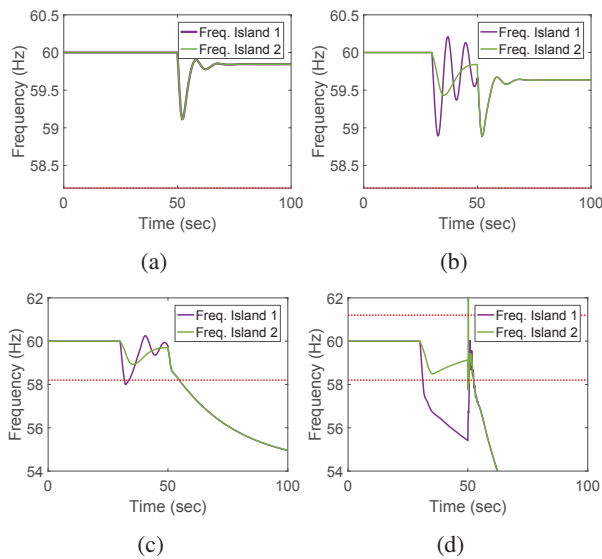 60.5
60
59.5
59
58.5
Frequency (Hz)
0
50
100
Time (sec)
Freq. Island 1
Freq. Island 2
(a)
60.5
60
59.5
59
58.5
Frequency (Hz)
0
50
100
Time (sec)
Freq. Island 1
Freq. Island 2
(b)
62
60
58
56
54
Frequency (Hz)
0
50
100
Time (sec)
Freq. Island 1
Freq. Island 2
(c)
62
60
58
56
54
Frequency (Hz)
0
50
100
Time (sec)
Freq. Island 1
Freq. Island 2
(d)